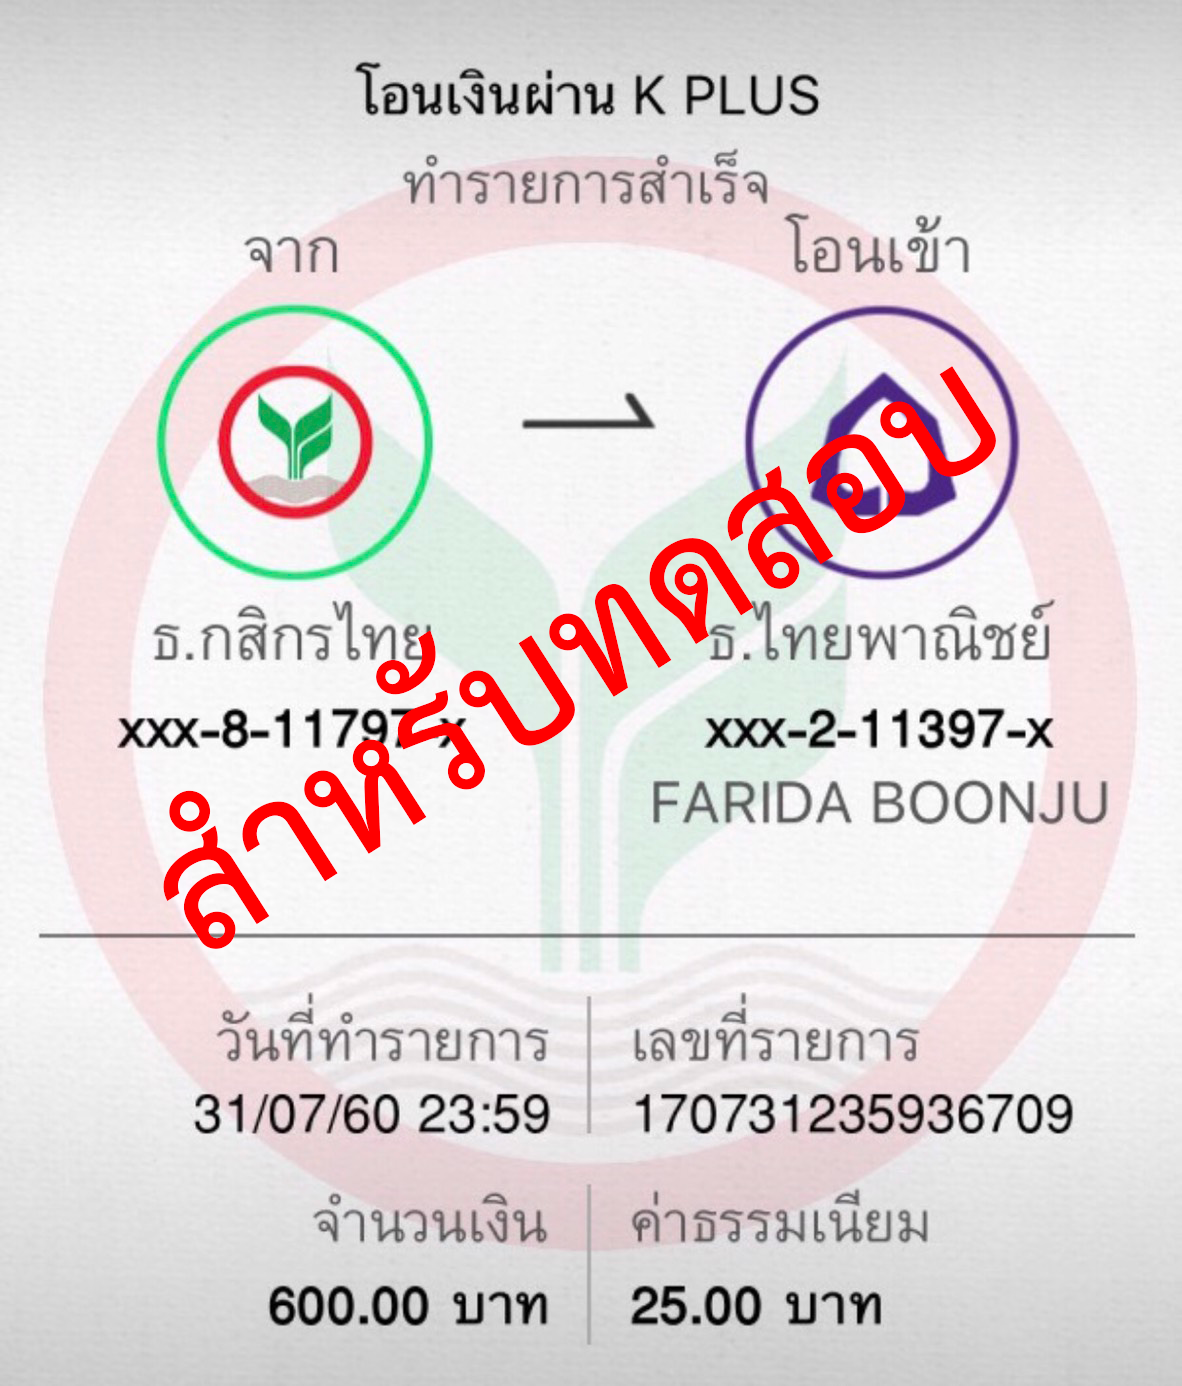 โอนเงินผ่าน K PLUS
ทำรายการสำเร็จ
จาก
โอนเข้า
ธ.กสิกรไทย
ธ.ไทยพาณิชย์
xxx-8-11797-x
xxx-2-11397-x
FARIDA BOONJU
สำหรับทดสอบ
วันที่ทำรายการ
เลขที่รายการ
31/07/60 23:59
170731235936709
จำนวนเงิน
ค่าธรรมเนียม
600.00 บาท
25.00 บาท